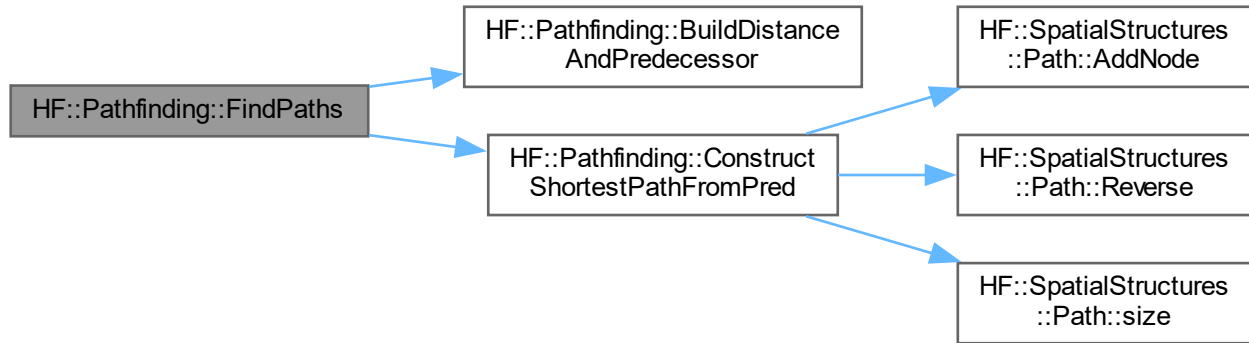 HF::Pathfinding::FindPaths
HF::Pathfinding::BuildDistance
AndPredecessor
HF::Pathfinding::Construct
ShortestPathFromPred
HF::SpatialStructures
::Path::AddNode
HF::SpatialStructures
::Path::Reverse
HF::SpatialStructures
::Path::size